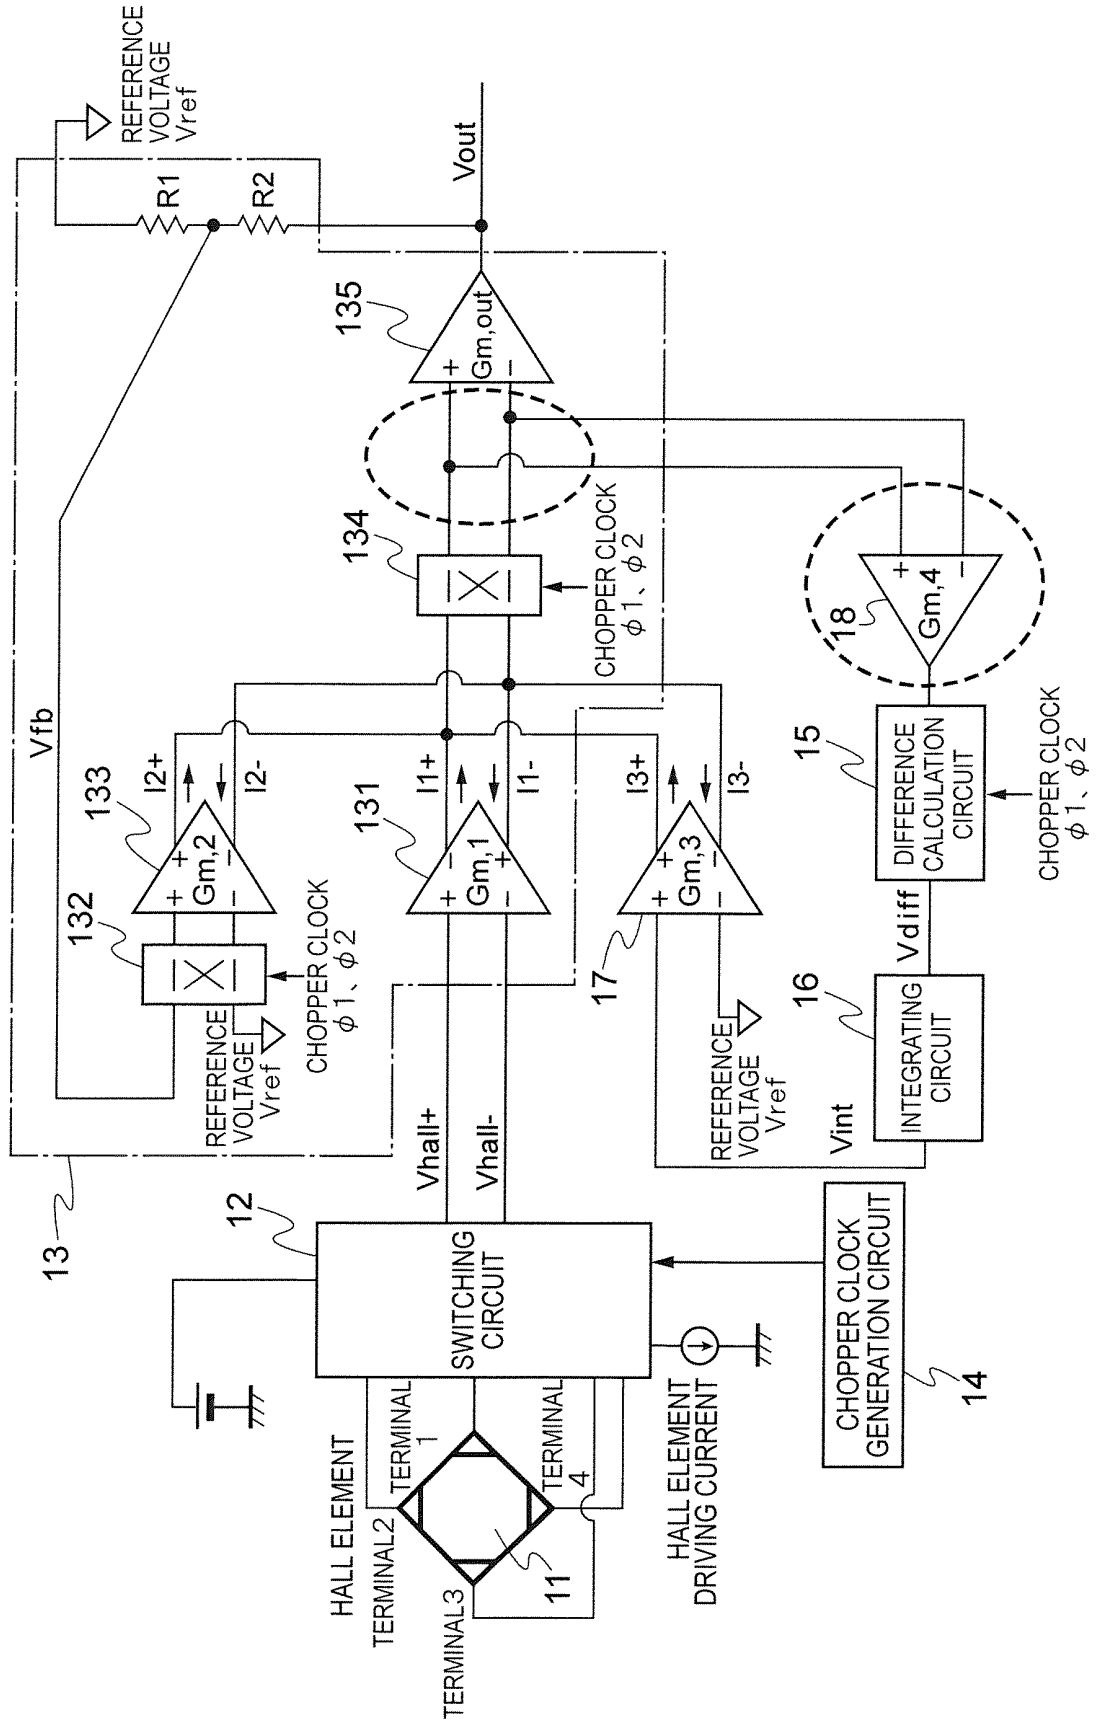 HALL ELEMENT
TERMINAL
1
TERMINAL2
TERMINAL3
TERMINAL
4
11
HALL ELEMENT
DRIVING CURRENT
12
SWITCHING
CIRCUIT
CHOPPER CLOCK
GENERATION CIRCUIT
14
13
Vhall+
Vhall-
Vfb
132
REFERENCE
VOLTAGE
Vref
CHOPPER CLOCK
φ1、φ2
133
+
-
Gm,2
+
-
I2+
I2-
131
+
-
Gm,1
-
+
I1+
I1-
17
+
-
Gm,3
+
-
I3+
I3-
REFERENCE
VOLTAGE
Vref
134
CHOPPER CLOCK
φ1、φ2
135
+
-
Gm,out
Vout
R1
R2
REFERENCE
VOLTAGE
Vref
18
+
-
Gm,4
15
DIFFERENCE
CALCULATION
CIRCUIT
CHOPPER CLOCK
φ1、φ2
Vdiff
16
INTEGRATING
CIRCUIT
Vint